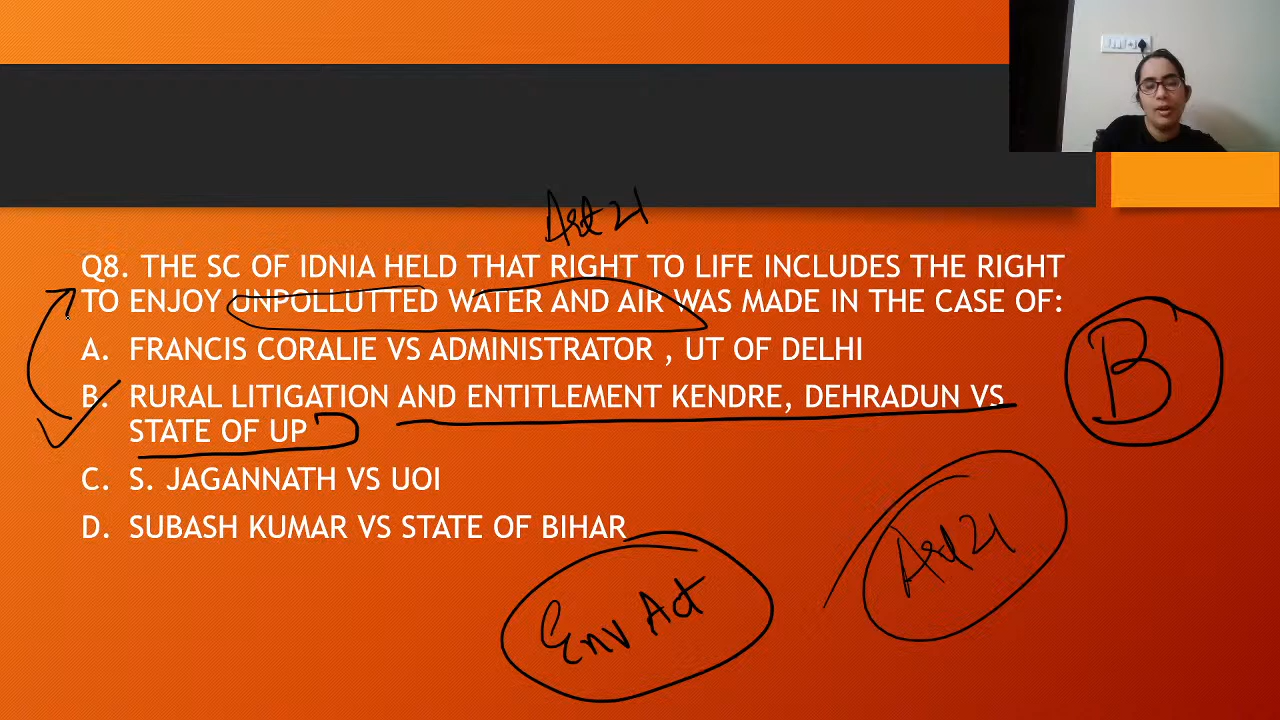 Art 21
Q8. THE SC OF IDNIA HELD THAT RIGHT TO LIFE INCLUDES THE RIGHT
TO ENJOY UNPOLLUTTED WATER AND AIR WAS MADE IN THE CASE OF:
A. FRANCIS CORALIE VS ADMINISTRATOR , UT OF DELHI
B. RURAL LITIGATION AND ENTITLEMENT KENDRE, DEHRADUN VS
STATE OF UP
B
C. S. JAGANNATH VS UOI
D. SUBASH KUMAR VS STATE OF BIHAR
Art 21
Env Act